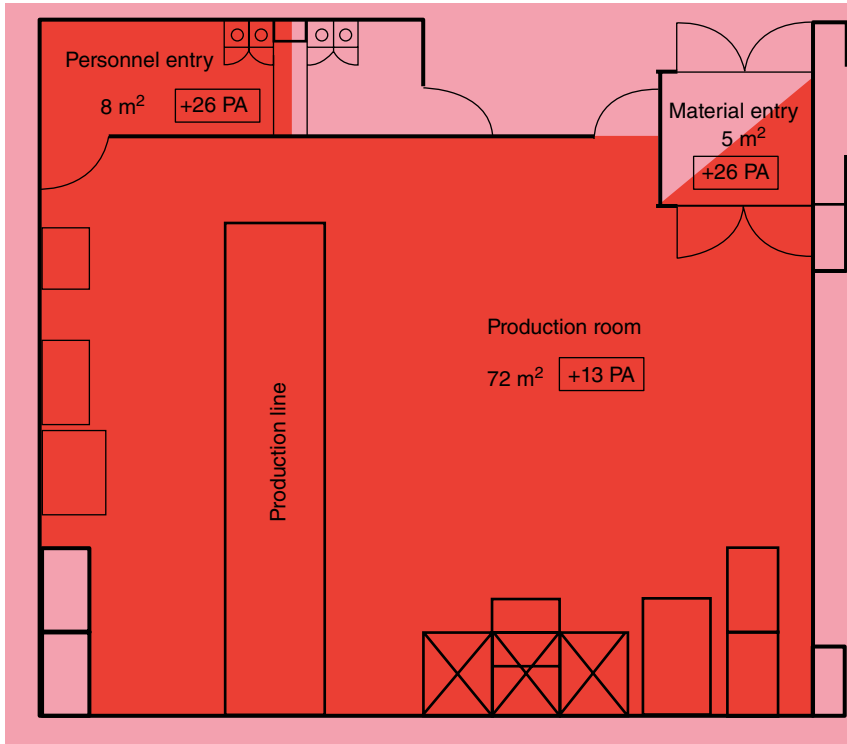 Personnel entry
8 m² +26 PA
Material entry
5 m²
+26 PA
Production room
72 m² +13 PA
Production line